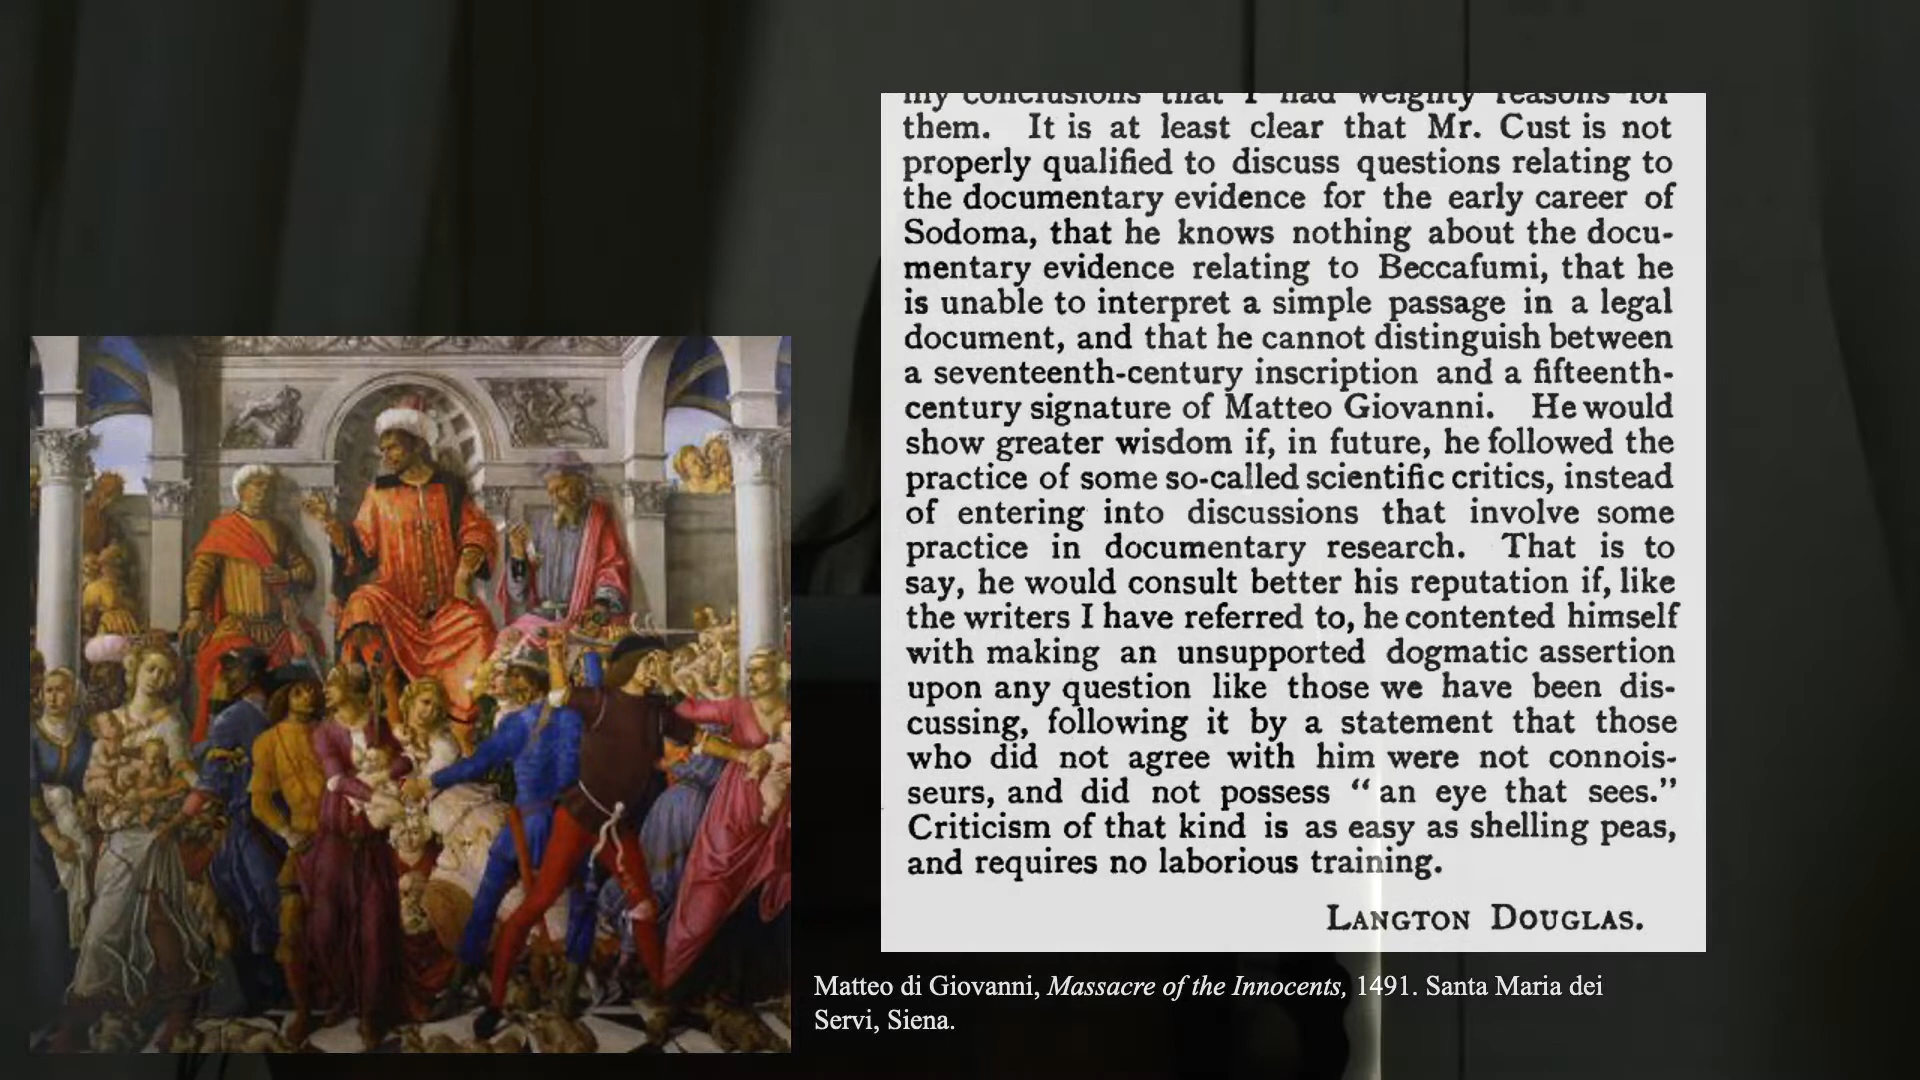 my conclusions that I had weighty reasons for
them. It is at least clear that Mr. Cust is not
properly qualified to discuss questions relating to
the documentary evidence for the early career of
Sodoma, that he knows nothing about the docu-
mentary evidence relating to Beccafumi, that he
is unable to interpret a simple passage in a legal
document, and that he cannot distinguish between
a seventeenth-century inscription and a fifteenth-
century signature of Matteo Giovanni. He would
show greater wisdom if, in future, he followed the
practice of some so-called scientific critics, instead
of entering into discussions that involve some
practice in documentary research. That is to
say, he would consult better his reputation if, like
the writers I have referred to, he contented himself
with making an unsupported dogmatic assertion
upon any question like those we have been dis-
cussing, following it by a statement that those
who did not agree with him were not connois-
seurs, and did not possess “an eye that sees.”
Criticism of that kind is as easy as shelling peas,
and requires no laborious training.
LANGTON DOUGLAS.
Matteo di Giovanni, Massacre of the Innocents, 1491. Santa Maria dei
Servi, Siena.